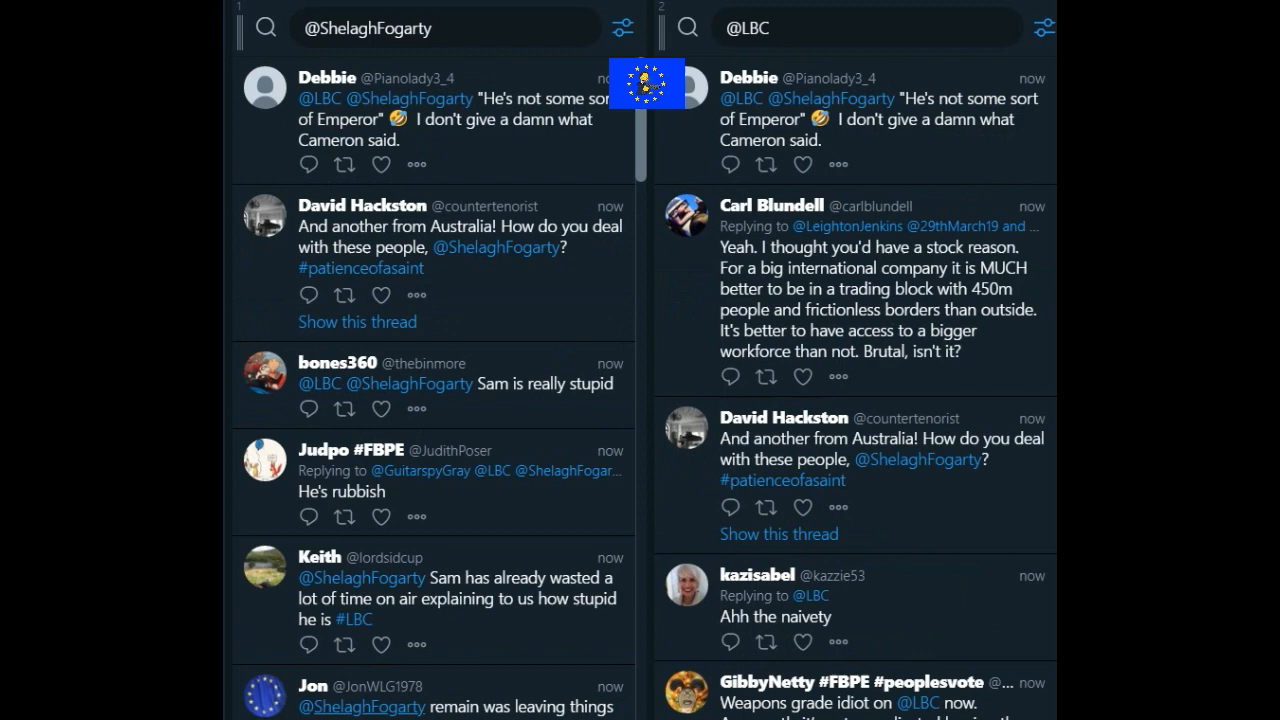 1
@ShelaghFogarty
Debbie @Pianolady3_4
@LBC @ShelaghFogarty "He's not some sor
of Emperor" 🤣 I don't give a damn what
Cameron said.
David Hackston @countertenorist now
And another from Australia! How do you deal
with these people, @ShelaghFogarty?
#patienceofasaint
Show this thread
bones360 @thebinmore now
@LBC @ShelaghFogarty Sam is really stupid
Judpo #FBPE @JudithPoser now
Replying to @GuitarspyGray @LBC @ShelaghFogar...
He's rubbish
Keith @lordsidcup now
@ShelaghFogarty Sam has already wasted a
lot of time on air explaining to us how stupid
he is #LBC
Jon @JonWLG1978 now
@ShelaghFogarty remain was leaving things
2
@LBC
Debbie @Pianolady3_4 now
@LBC @ShelaghFogarty "He's not some sort
of Emperor" 🤣 I don't give a damn what
Cameron said.
Carl Blundell @carlblundell now
Replying to @LeightonJenkins @29thMarch19 and ...
Yeah. I thought you'd have a stock reason.
For a big international company it is MUCH
better to be in a trading block with 450m
people and frictionless borders than outside.
It's better to have access to a bigger
workforce than not. Brutal, isn't it?
David Hackston @countertenorist now
And another from Australia! How do you deal
with these people, @ShelaghFogarty?
#patienceofasaint
Show this thread
kazisabel @kazzie53 now
Replying to @LBC
Ahh the naivety
GibbyNetty #FBPE #peoplesvote @... now
Weapons grade idiot on @LBC now.